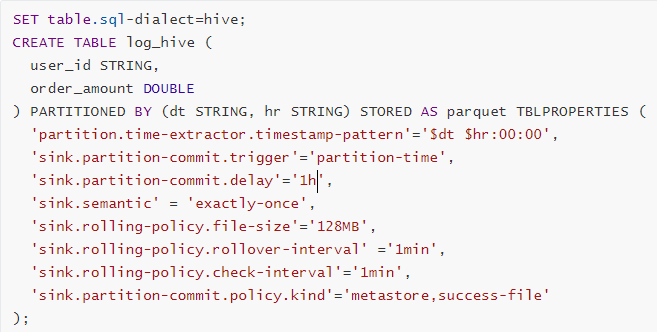 SET table.sql-dialect=hive;
CREATE TABLE log_hive (
  user_id STRING,
  order_amount DOUBLE
) PARTITIONED BY (dt STRING, hr STRING) STORED AS parquet TBLPROPERTIES (
  'partition.time-extractor.timestamp-pattern'='$dt $hr:00:00',
  'sink.partition-commit.trigger'='partition-time',
  'sink.partition-commit.delay'='1h',
  'sink.semantic' = 'exactly-once',
  'sink.rolling-policy.file-size'='128MB',
  'sink.rolling-policy.rollover-interval' ='1min',
  'sink.rolling-policy.check-interval'='1min',
  'sink.partition-commit.policy.kind'='metastore,success-file'
);